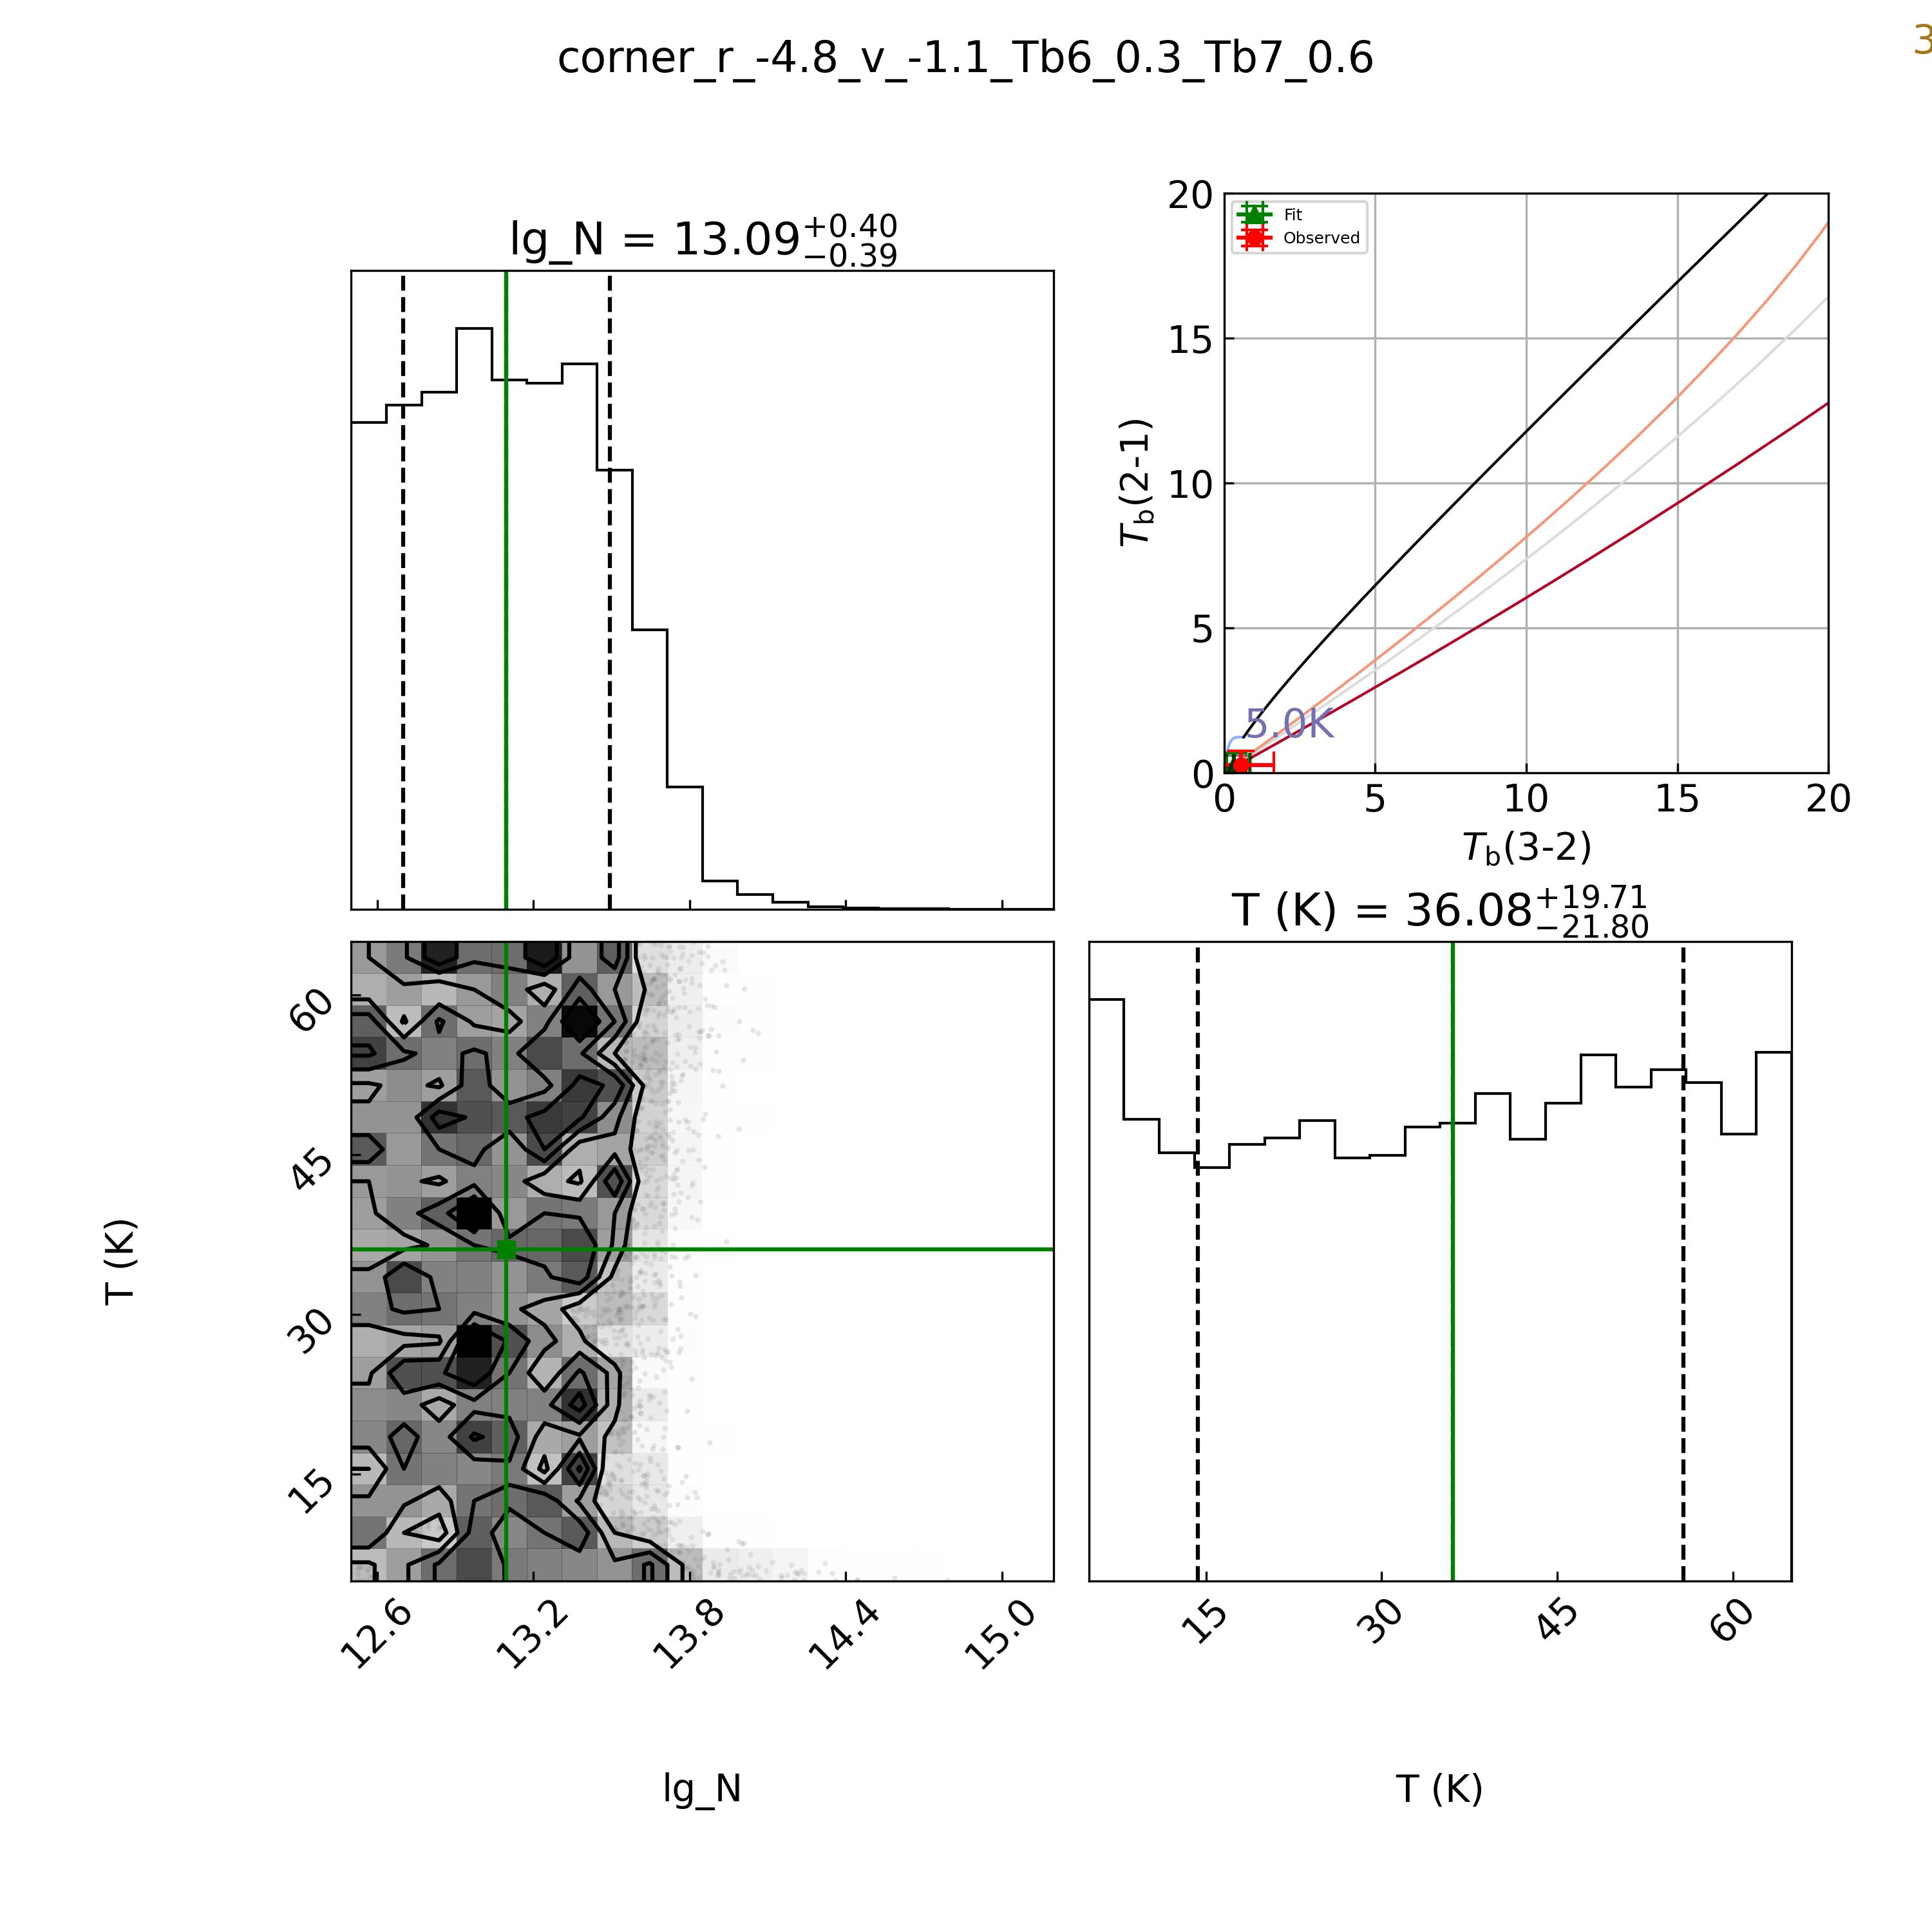 3
corner_r_-4.8_v_-1.1_Tb6_0.3_Tb7_0.6
lg_N = 13.09 +0.40 −0.39
Fit
Observed
20
15
10
5
0
T_b(2-1)
5.0K
0 5 10 15 20
T_b(3-2)
T (K) = 36.08 +19.71 −21.80
60
45
30
15
T (K)
12.6 13.2 13.8 14.4 15.0
15 30 45 60
lg_N
T (K)